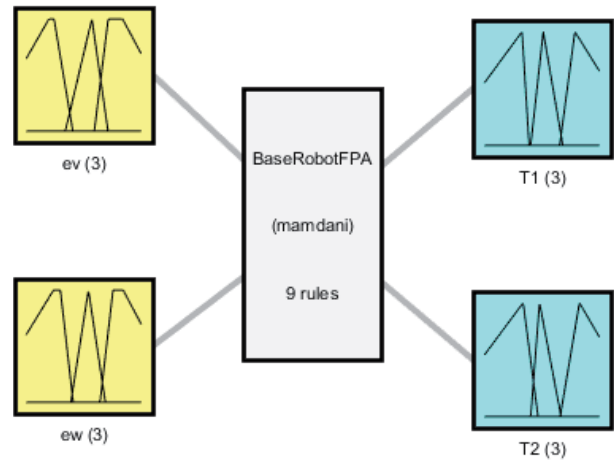 ev (3)
ew (3)
BaseRobotFPA
(mamdani)
9 rules
T1 (3)
T2 (3)